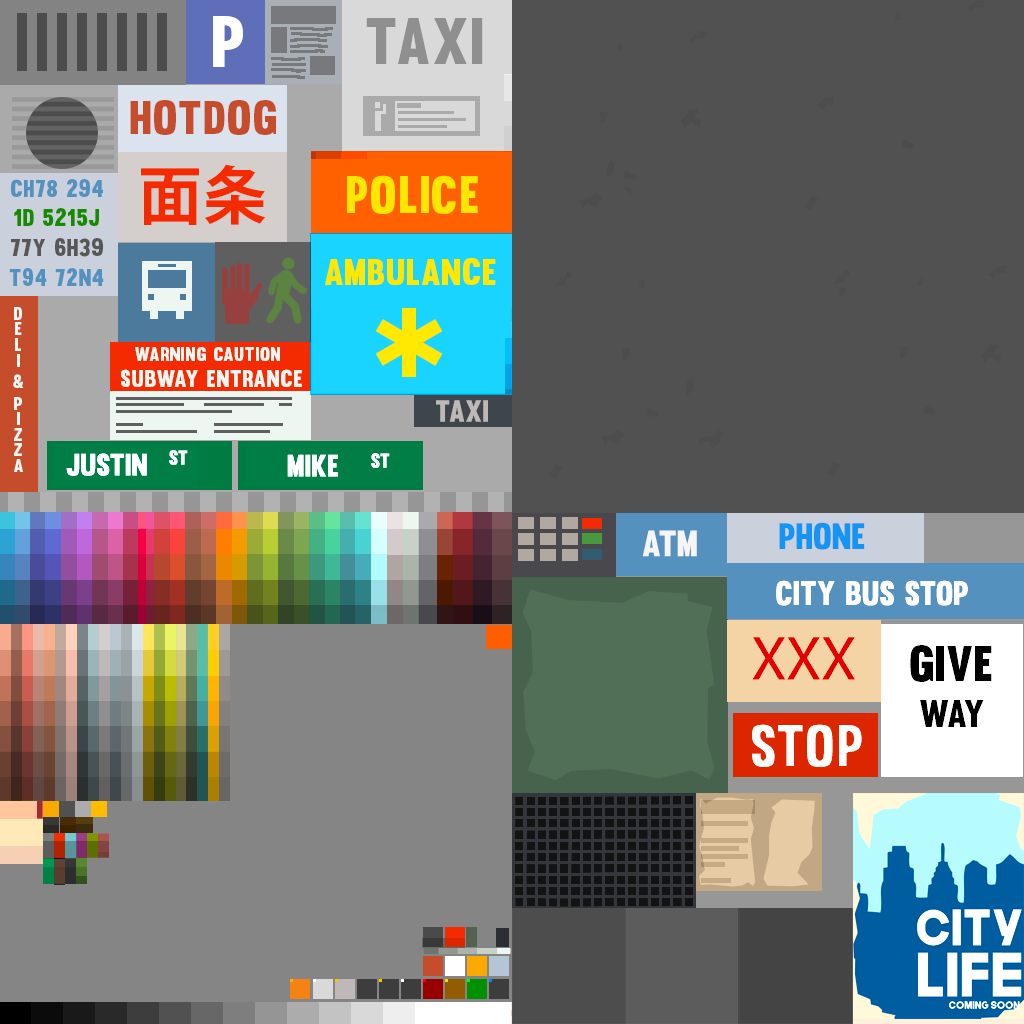 P
TAXI
HOTDOG
面条
POLICE
CH78 294
1D 5215J
77Y 6H39
T94 72N4
AMBULANCE
DELI & PIZZA
WARNING CAUTION
SUBWAY ENTRANCE
TAXI
JUSTIN ST
MIKE ST
ATM
PHONE
CITY BUS STOP
XXX
GIVE
WAY
STOP
CITY
LIFE
COMING SOON